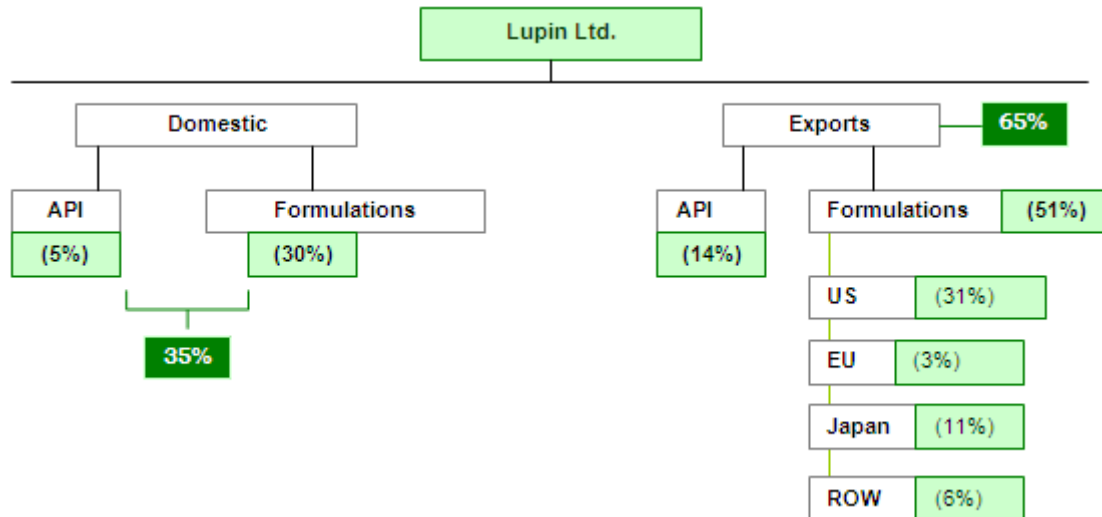 Lupin Ltd.
Domestic
Exports
65%
API
Formulations
API
Formulations
(51%)
(5%)
(30%)
(14%)
US
(31%)
35%
EU
(3%)
Japan
(11%)
ROW
(6%)